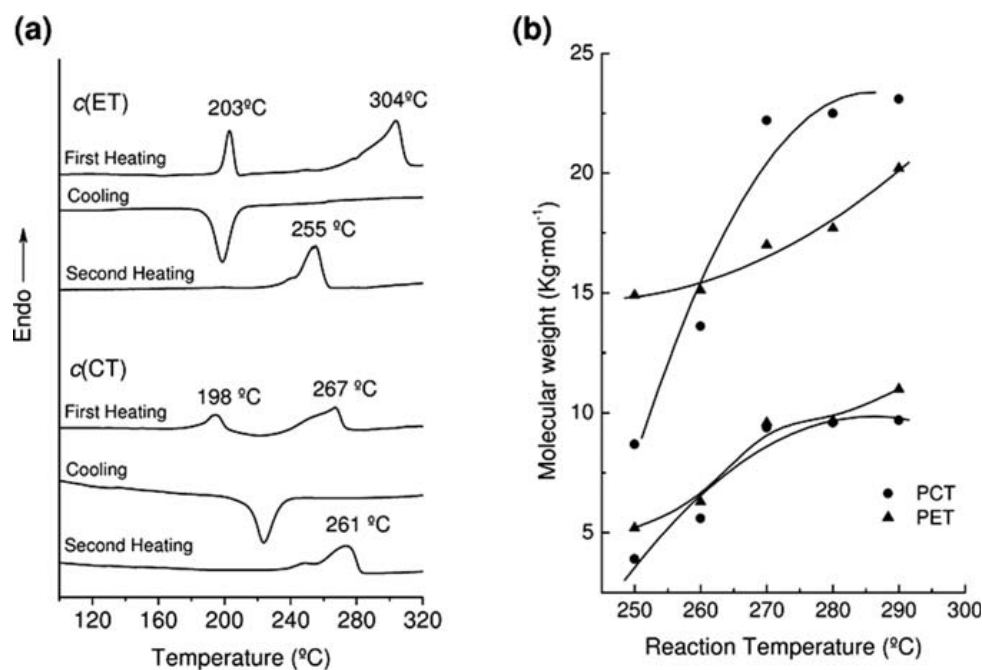 (a)
c(ET)
203ºC
304ºC
First Heating
Cooling
255 ºC
Second Heating
Endo
c(CT)
198 ºC
267 ºC
First Heating
Cooling
261 ºC
Second Heating
120 160 200 240 280 320
Temperature (ºC)
(b)
25
20
15
10
5
Molecular weight (Kg·mol⁻¹)
PCT
PET
250 260 270 280 290 300
Reaction Temperature (ºC)